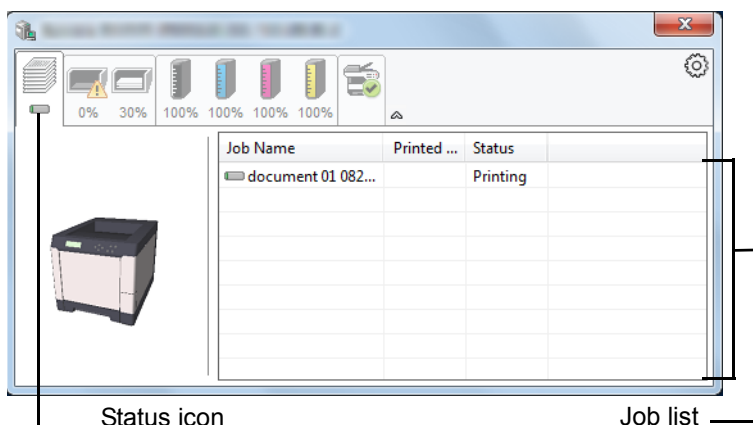 0% 30% 100% 100% 100% 100%
Job Name Printed ... Status
document 01 082... Printing
Status icon Job list